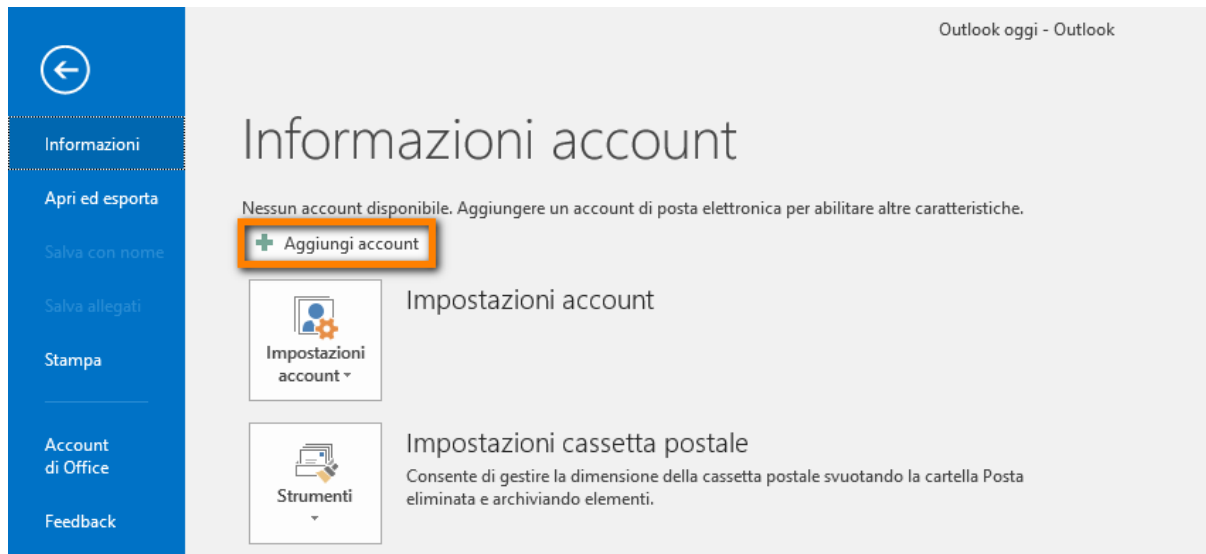 Outlook oggi - Outlook
Informazioni
Apri ed esporta
Salva con nome
Salva allegati
Stampa
Account
di Office
Feedback
Informazioni account
Nessun account disponibile. Aggiungere un account di posta elettronica per abilitare altre caratteristiche.
Aggiungi account
Impostazioni
account
Impostazioni account
Strumenti
Impostazioni cassetta postale
Consente di gestire la dimensione della cassetta postale svuotando la cartella Posta
eliminata e archiviando elementi.